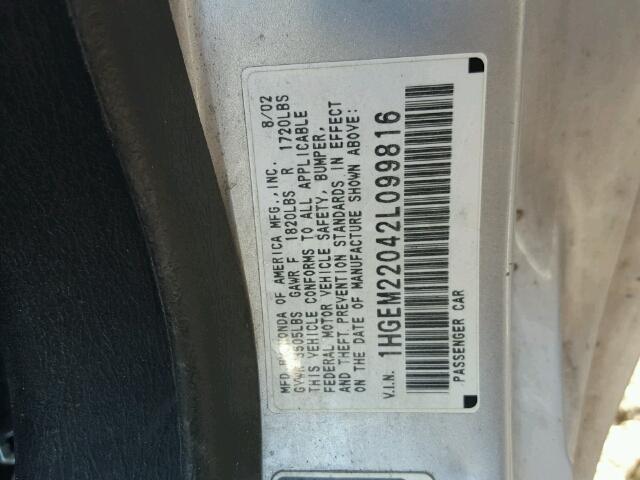 MFD BY HONDA OF AMERICA MFG.,INC. 8/02
GVWR 3505LBS GAWR F 1820LBS R 1720LBS
THIS VEHICLE CONFORMS TO ALL APPLICABLE
FEDERAL MOTOR VEHICLE SAFETY, BUMPER,
AND THEFT PREVENTION STANDARDS IN EFFECT
ON THE DATE OF MANUFACTURE SHOWN ABOVE:
V.I.N. 1HGEM22042L099816
PASSENGER CAR